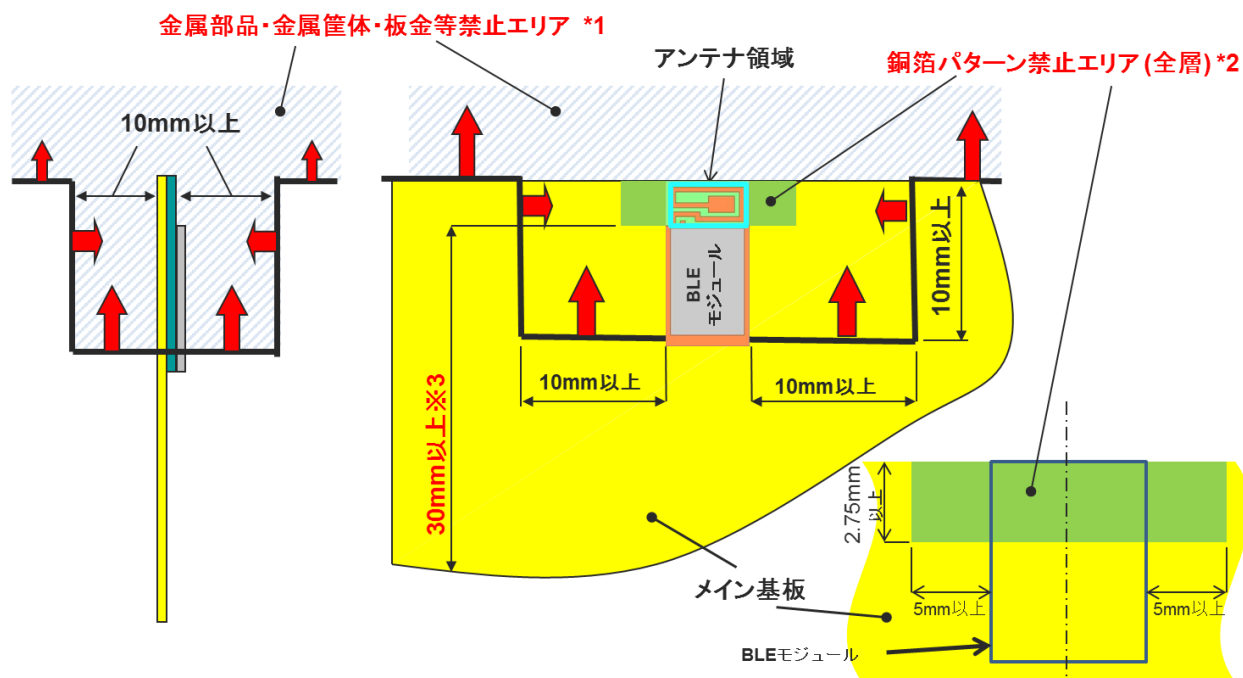 金属部品・金属筐体・板金等禁止エリア *1
アンテナ領域
銅箔パターン禁止エリア(全層)*2
10mm以上
BLE
モジュール
10mm以上
10mm以上
10mm以上
30mm以上※3
2.75mm
以上
メイン基板
5mm以上
5mm以上
BLEモジュール